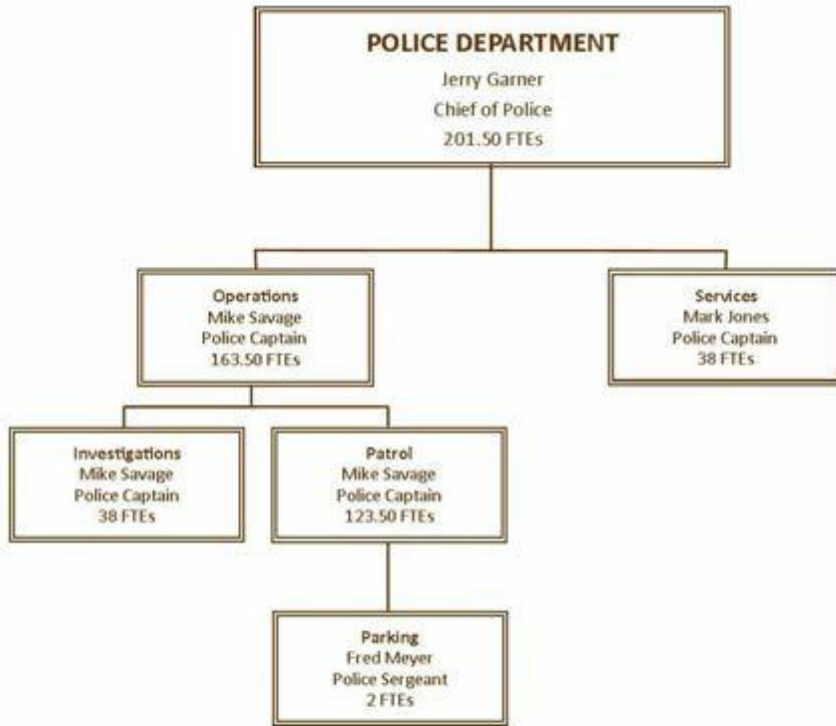 POLICE DEPARTMENT
Jerry Garner
Chief of Police
201.50 FTEs
Operations
Mike Savage
Police Captain
163.50 FTEs
Services
Mark Jones
Police Captain
38 FTEs
Investigations
Mike Savage
Police Captain
38 FTEs
Patrol
Mike Savage
Police Captain
123.50 FTEs
Parking
Fred Meyer
Police Sergeant
2 FTEs